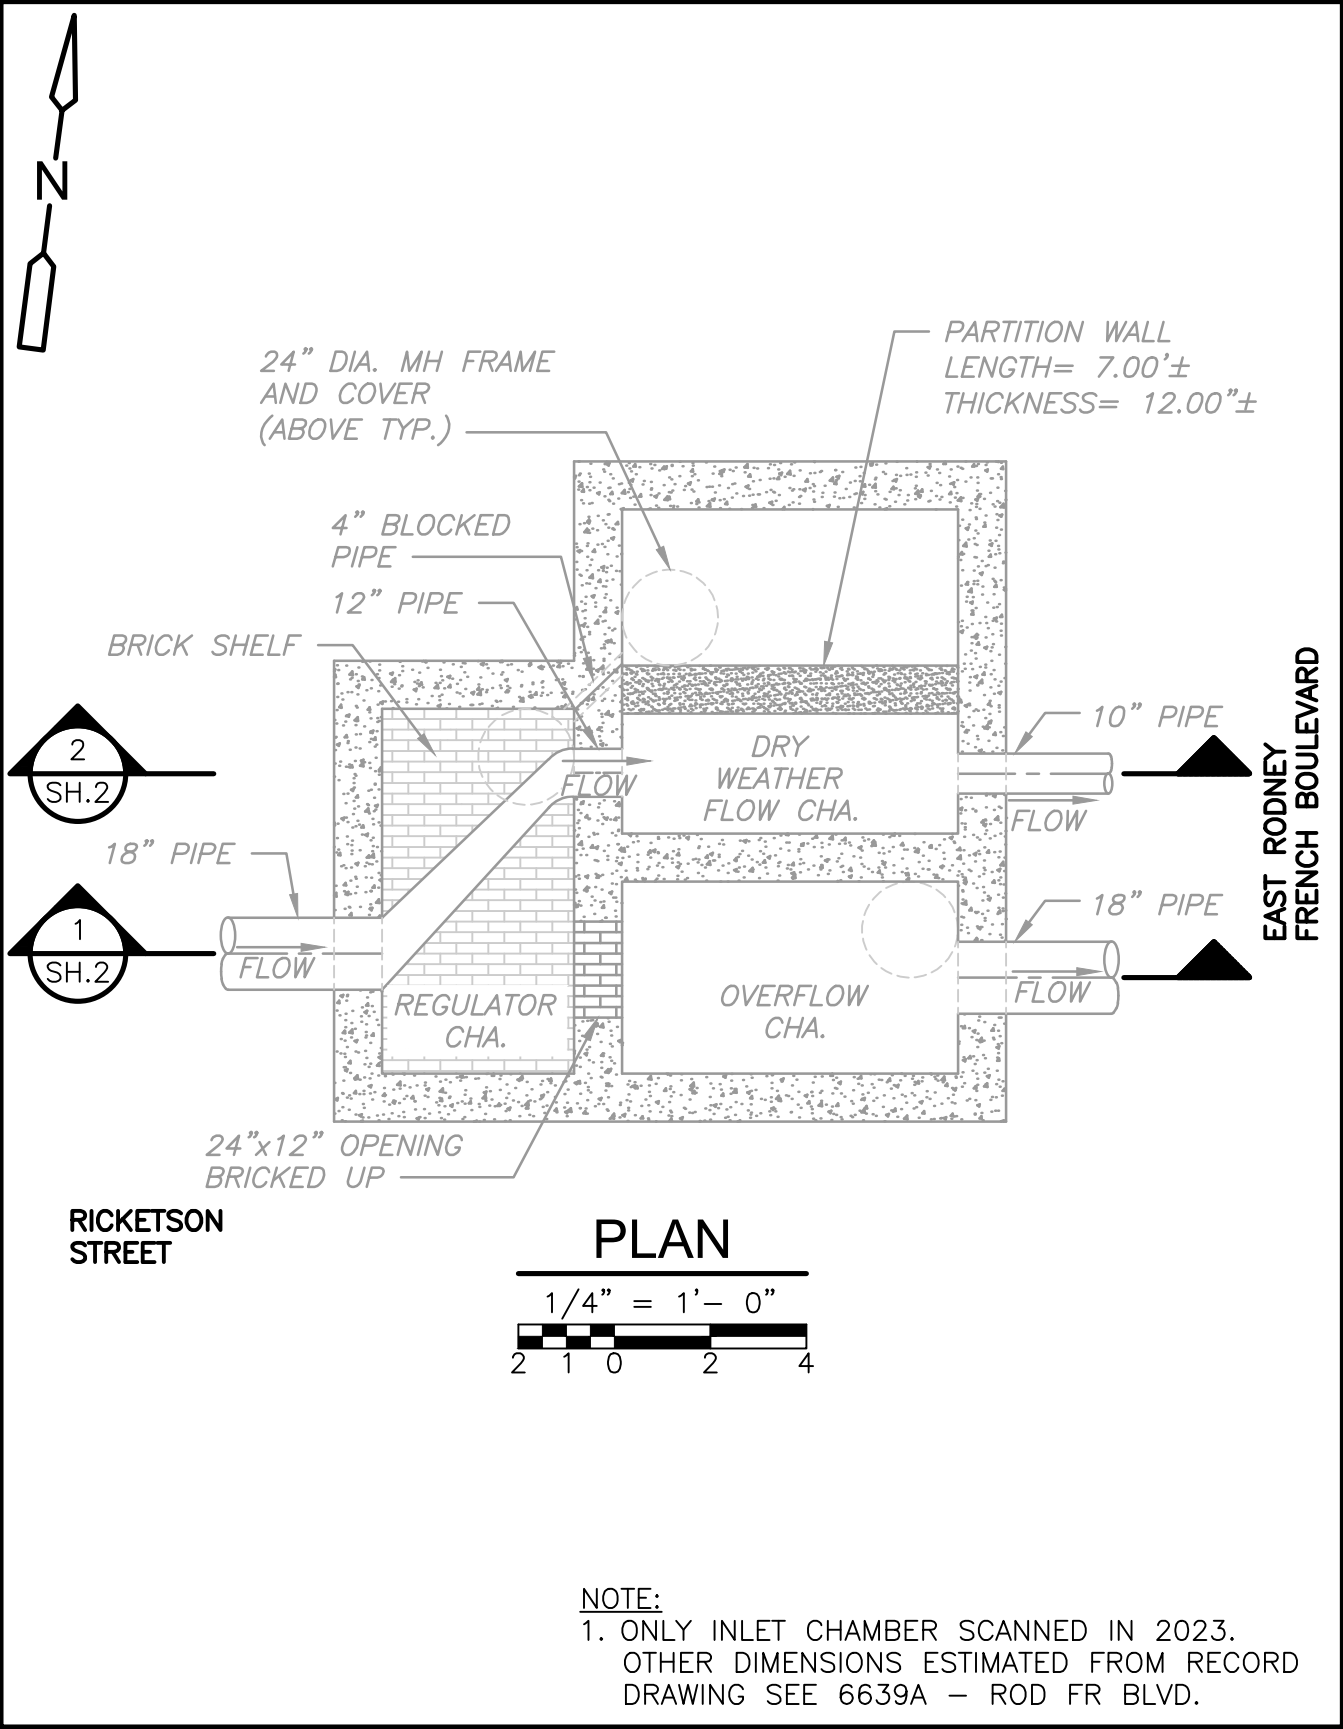 N
24" DIA. MH FRAME
AND COVER
(ABOVE TYP.)
PARTITION WALL
LENGTH= 7.00'±
THICKNESS= 12.00"±
4" BLOCKED
PIPE
12" PIPE
BRICK SHELF
2
SH.2
18" PIPE
1
SH.2
FLOW
FLOW
DRY
WEATHER
FLOW CHA.
10" PIPE
FLOW
18" PIPE
FLOW
EAST RODNEY
FRENCH BOULEVARD
REGULATOR
CHA.
OVERFLOW
CHA.
24"x12" OPENING
BRICKED UP
RICKETSON
STREET
PLAN
1/4" = 1'- 0"
2 1 0 2 4
NOTE:
1. ONLY INLET CHAMBER SCANNED IN 2023.
OTHER DIMENSIONS ESTIMATED FROM RECORD
DRAWING SEE 6639A – ROD FR BLVD.